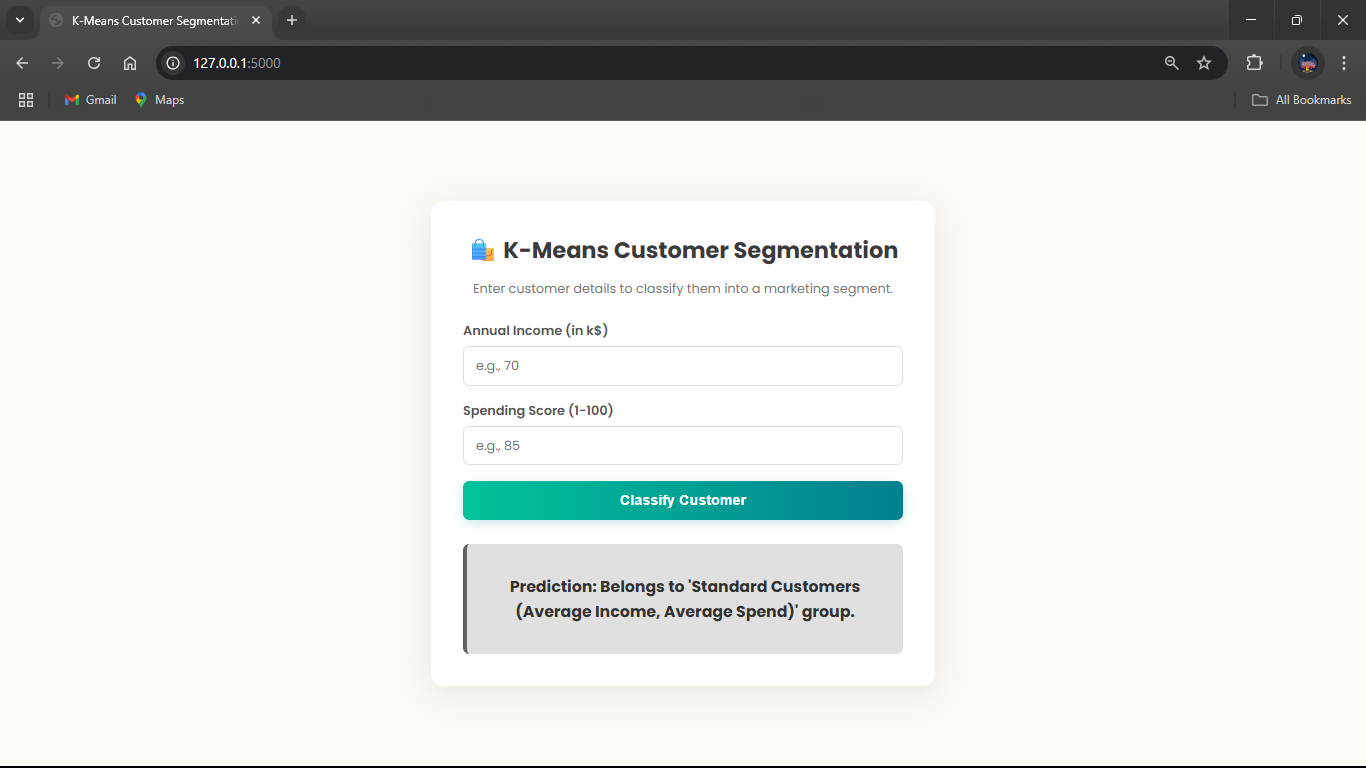 K-Means Customer Segmentati
127.0.0.1:5000
Gmail
Maps
All Bookmarks
K-Means Customer Segmentation
Enter customer details to classify them into a marketing segment.
Annual Income (in k$)
e.g., 70
Spending Score (1-100)
e.g., 85
Classify Customer
Prediction: Belongs to 'Standard Customers
(Average Income, Average Spend)' group.